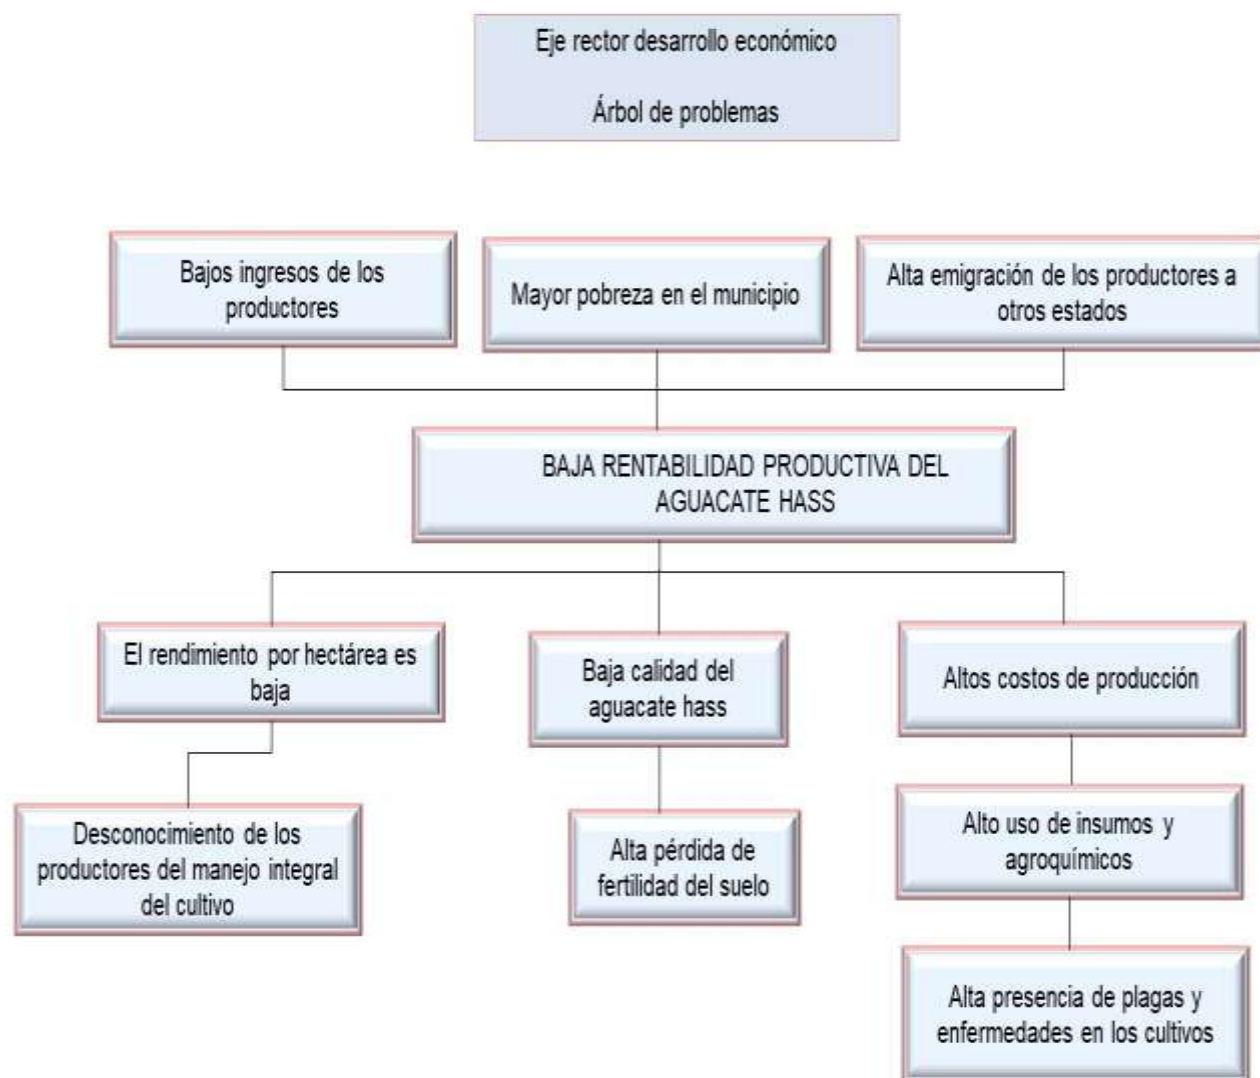 Eje rector desarrollo económico
Árbol de problemas
Bajos ingresos de los
productores
Mayor pobreza en el municipio
Alta emigración de los productores a
otros estados
BAJA RENTABILIDAD PRODUCTIVA DEL
AGUACATE HASS
El rendimiento por hectárea es
baja
Baja calidad del
aguacate hass
Altos costos de producción
Desconocimiento de los
productores del manejo integral
del cultivo
Alta pérdida de
fertilidad del suelo
Alto uso de insumos y
agroquímicos
Alta presencia de plagas y
enfermedades en los cultivos